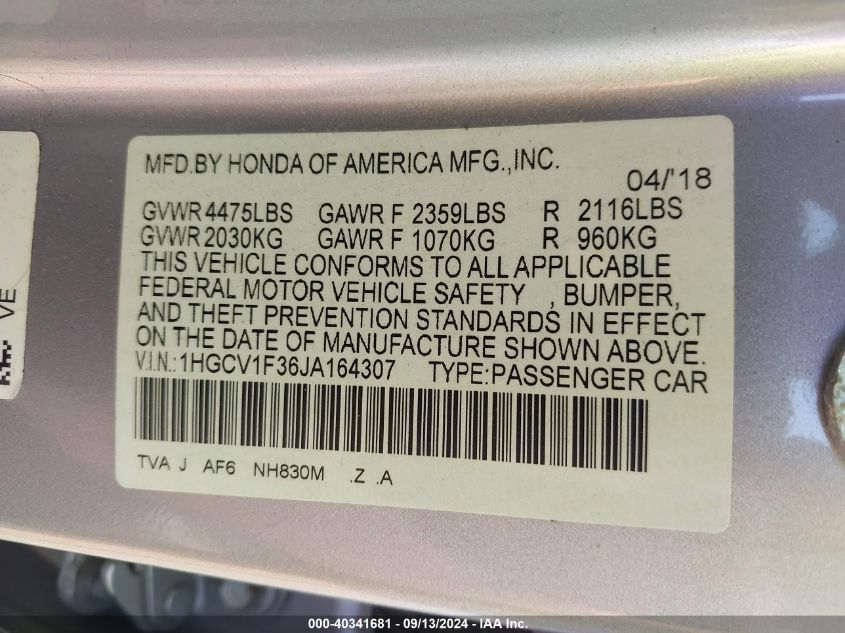 MFD.BY HONDA OF AMERICA MFG.,INC.
04/'18
GVWR 4475LBS GAWR F 2359LBS R 2116LBS
GVWR 2030KG GAWR F 1070KG R 960KG
THIS VEHICLE CONFORMS TO ALL APPLICABLE
FEDERAL MOTOR VEHICLE SAFETY , BUMPER,
AND THEFT PREVENTION STANDARDS IN EFFECT
ON THE DATE OF MANUFACTURE SHOWN ABOVE.
V.I.N.:1HGCV1F36JA164307 TYPE:PASSENGER CAR
TVA J AF6 NH830M .Z .A
VE
000-40341681 - 09/13/2024 - IAA Inc.